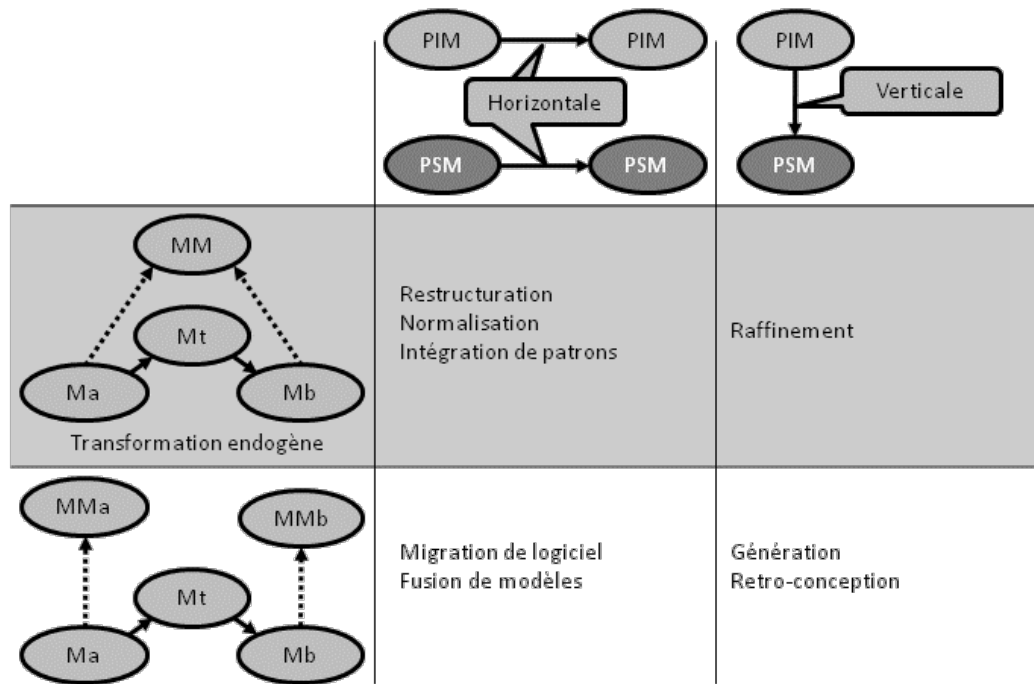 PIM PIM PIM
Horizontale Verticale
PSM PSM PSM
MM
Mt
Ma Mb
Transformation endogène
Restructuration
Normalisation
Intégration de patrons
Raffinement
MMa MMb
Mt
Ma Mb
Migration de logiciel
Fusion de modèles
Génération
Retro-conception